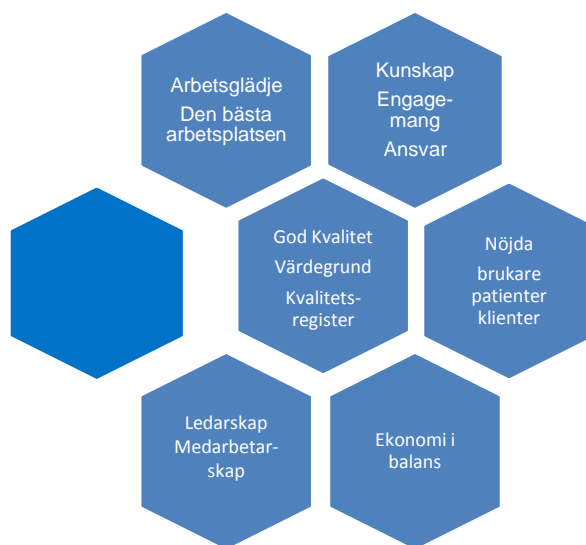 Arbetsglädje
Den bästa
arbetsplatsen
Kunskap
Engage-
mang
Ansvar
God Kvalitet
Värdegrund
Kvalitets-
register
Nöjda
brukare
patienter
klienter
Ledarskap
Medarbetar-
skap
Ekonomi i
balans